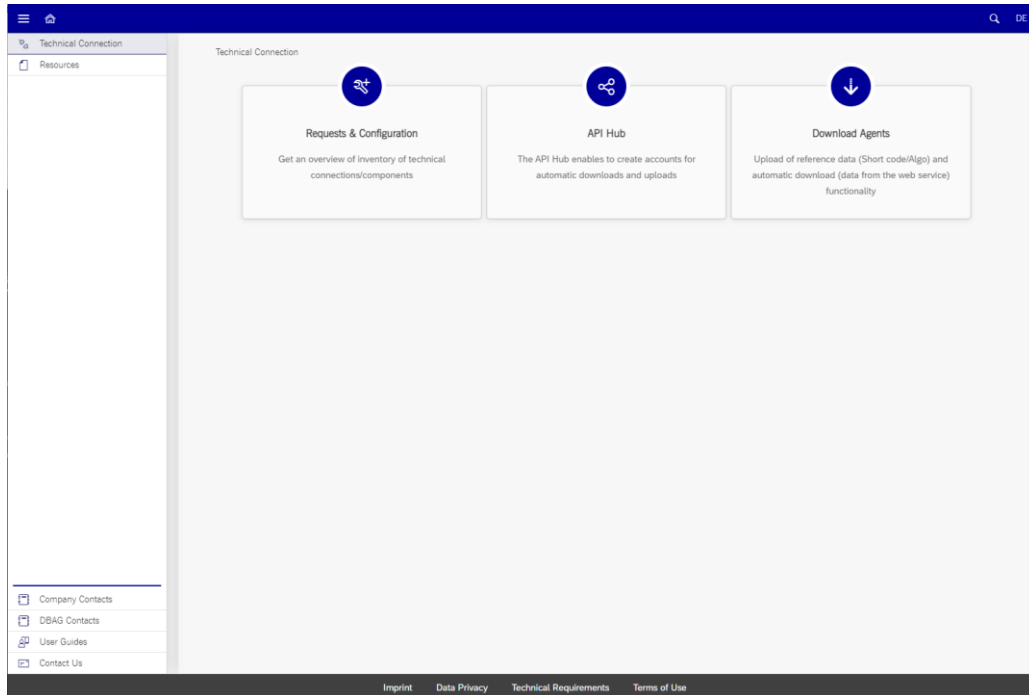 DE
Technical Connection
Resources
Technical Connection
Requests & Configuration
Get an overview of inventory of technical
connections/components
API Hub
The API Hub enables to create accounts for
automatic downloads and uploads
Download Agents
Upload of reference data (Short code/Algo) and
automatic download (data from the web service)
functionality
Company Contacts
DBAG Contacts
User Guides
Contact Us
Imprint Data Privacy Technical Requirements Terms of Use